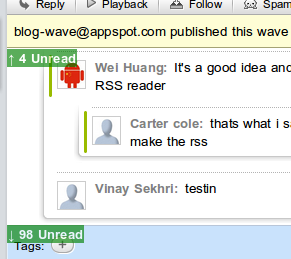 Reply Playback Follow Spam
blog-wave@appspot.com published this wave
↑ 4 Unread
Wei Huang: It's a good idea and
RSS reader
Carter cole: thats what i sa
make the rss
Vinay Sekhri: testin
↓ 98 Unread
Tags: +